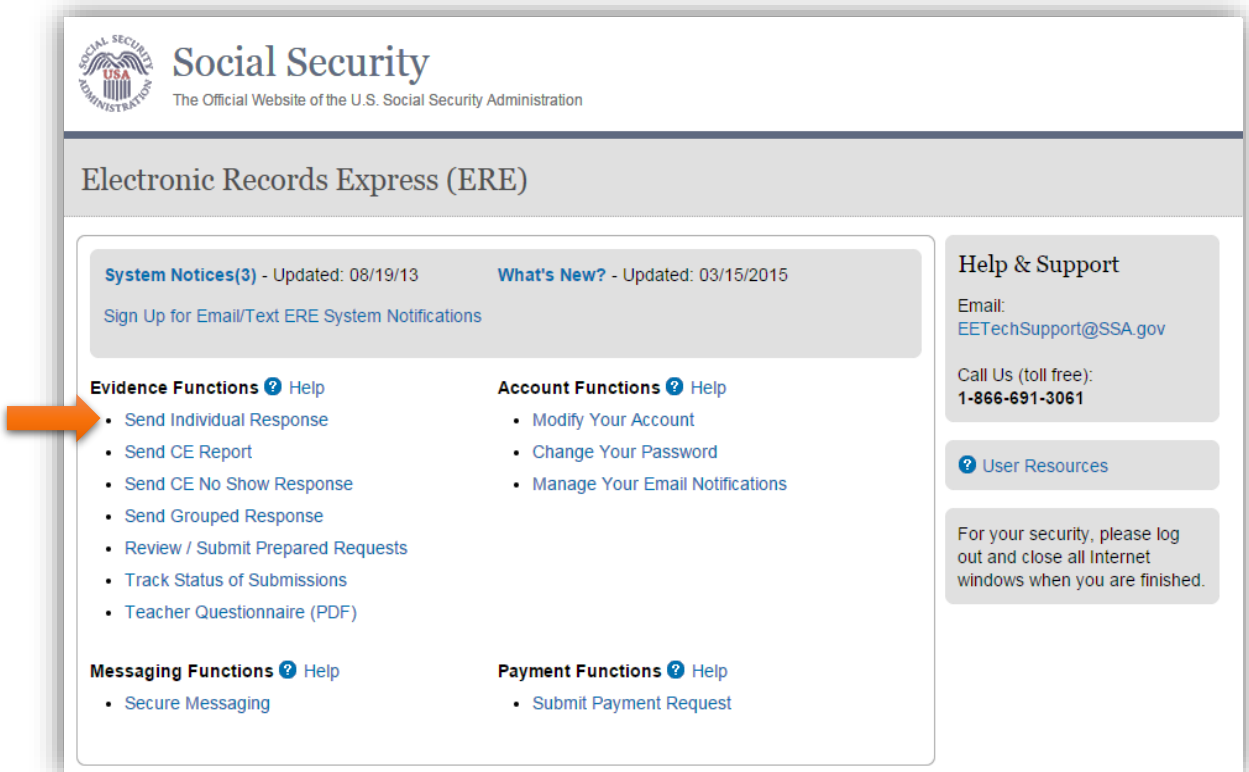 SOCIAL SECURITY ADMINISTRATION
USA
Social Security
The Official Website of the U.S. Social Security Administration
Electronic Records Express (ERE)
System Notices(3) - Updated: 08/19/13
What's New? - Updated: 03/15/2015
Sign Up for Email/Text ERE System Notifications
Evidence Functions ? Help
• Send Individual Response
• Send CE Report
• Send CE No Show Response
• Send Grouped Response
• Review / Submit Prepared Requests
• Track Status of Submissions
• Teacher Questionnaire (PDF)
Account Functions ? Help
• Modify Your Account
• Change Your Password
• Manage Your Email Notifications
Messaging Functions ? Help
• Secure Messaging
Payment Functions ? Help
• Submit Payment Request
Help & Support
Email:
EETechSupport@SSA.gov
Call Us (toll free):
1-866-691-3061
? User Resources
For your security, please log
out and close all Internet
windows when you are finished.